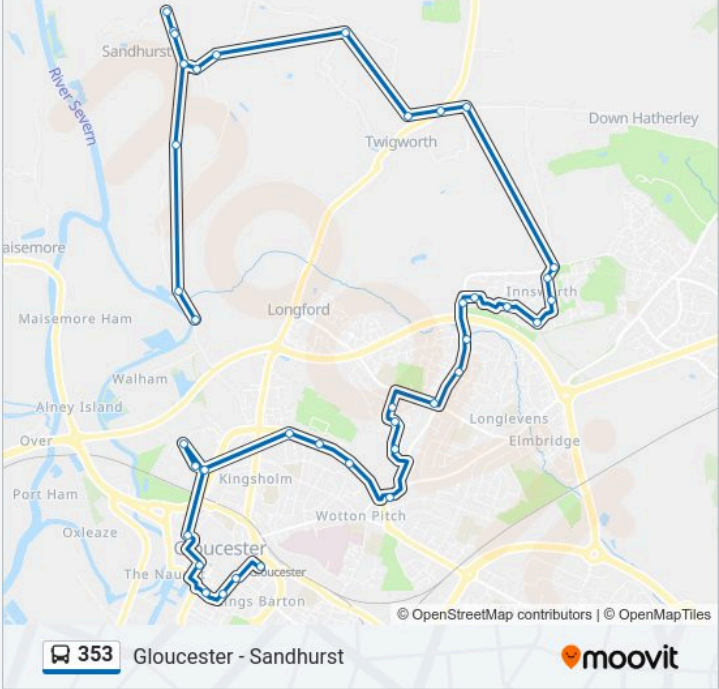 Sandhurst
River Severn
Down Hatherley
Twigworth
aisemore
Innsworth
Longford
Maisemore Ham
Walham
Alney Island
Longlevens
Over
Elmbridge
Kingsholm
Port Ham
Wotton Pitch
Oxleaze
Gloucester
The Nau
Gloucester
ngs Barton
© OpenStreetMap contributors | © OpenMapTiles
353 Gloucester - Sandhurst
moovit